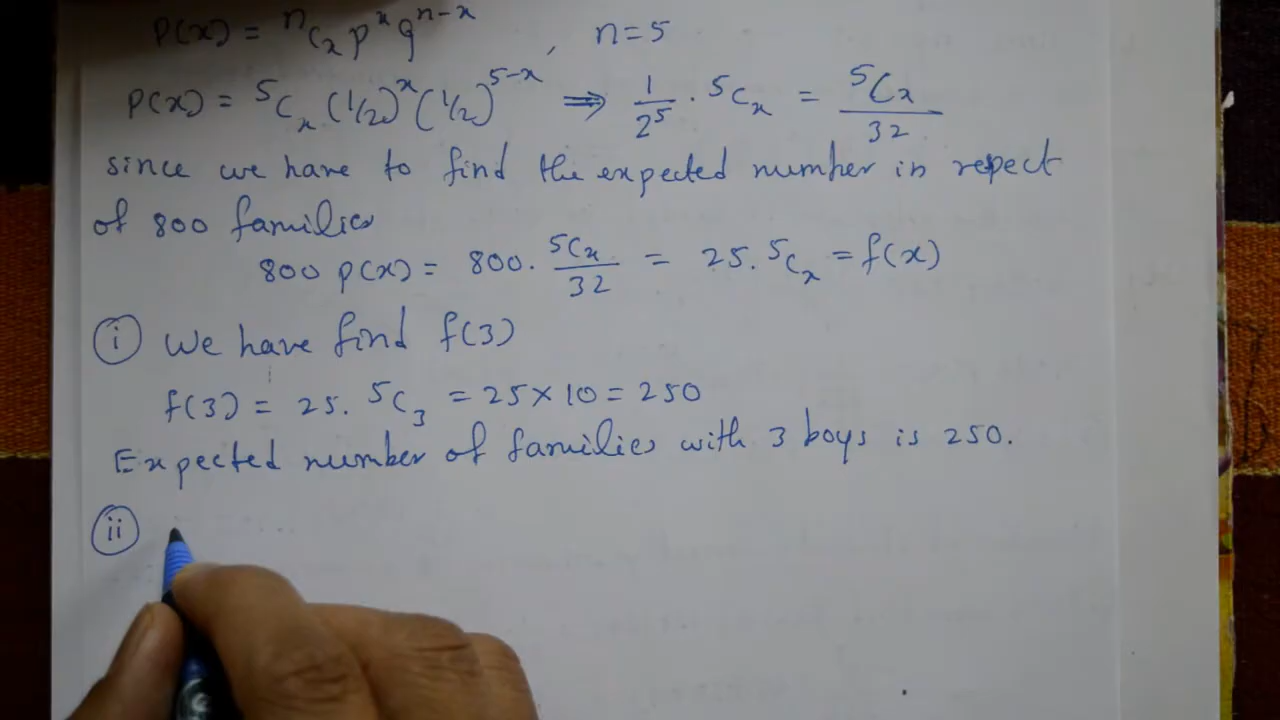 P(x) = ⁿCₓ pˣ qⁿ⁻ˣ , n=5
P(x) = ⁵Cₓ (1/2)ˣ (1/2)⁵⁻ˣ ⇒ 1/2⁵ · ⁵Cₓ = ⁵Cₓ/32
since we have to find the expected number in repect
of 800 families
800 P(x) = 800. ⁵Cₓ/32 = 25. ⁵Cₓ = f(x)
(i) We have find f(3)
f(3) = 25. ⁵C₃ = 25×10 = 250
Expected number of families with 3 boys is 250.
(ii)